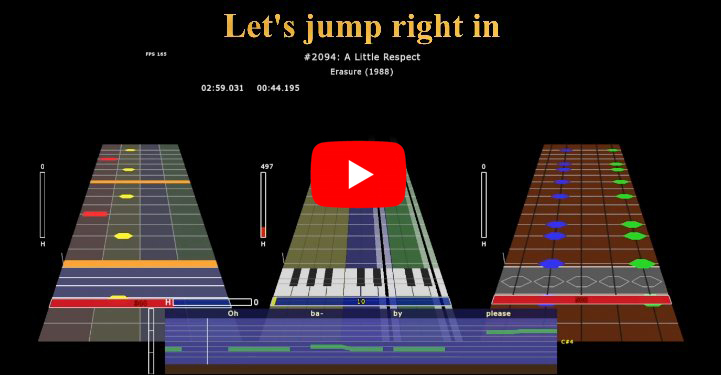 Let's jump right in
FPS 165
#2094: A Little Respect
Erasure (1988)
02:59.031 00:44.195
0 497 0
H H H
H 0
10
Oh ba- by please
C#4